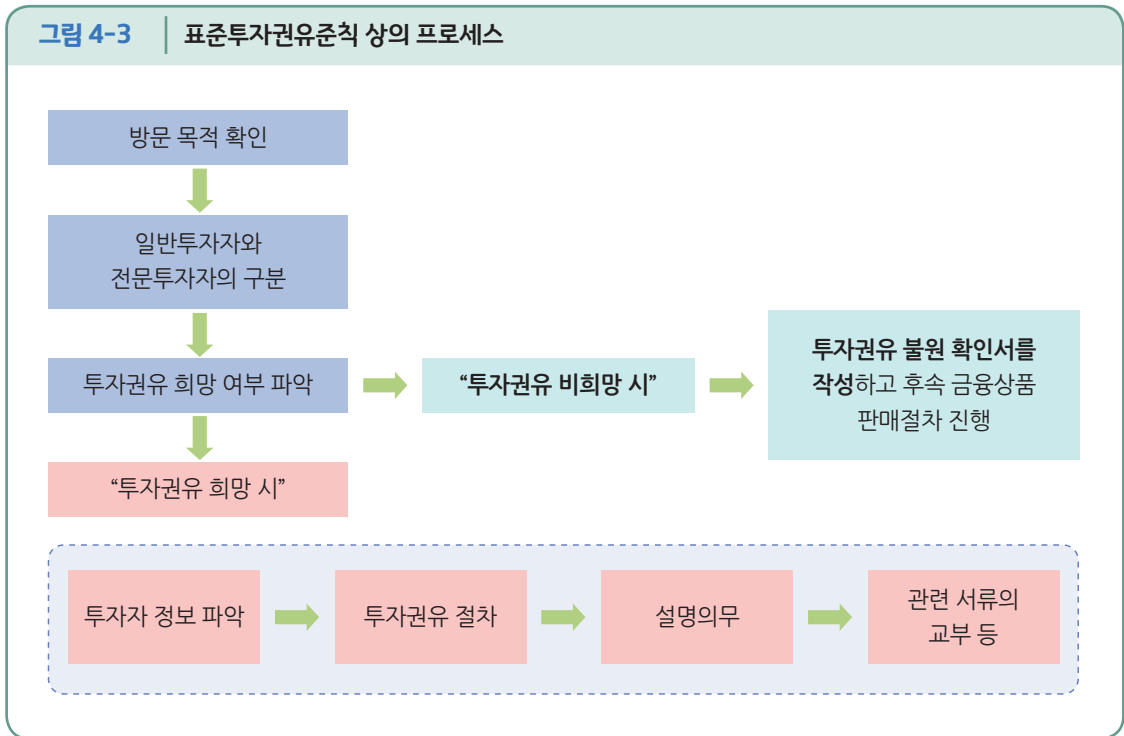 그림 4-3 표준투자권유준칙 상의 프로세스
방문 목적 확인
일반투자자와
전문투자자의 구분
투자권유 희망 여부 파악
“투자권유 비희망 시”
투자권유 불원 확인서를
작성하고 후속 금융상품
판매절차 진행
“투자권유 희망 시”
투자자 정보 파악
투자권유 절차
설명의무
관련 서류의
교부 등